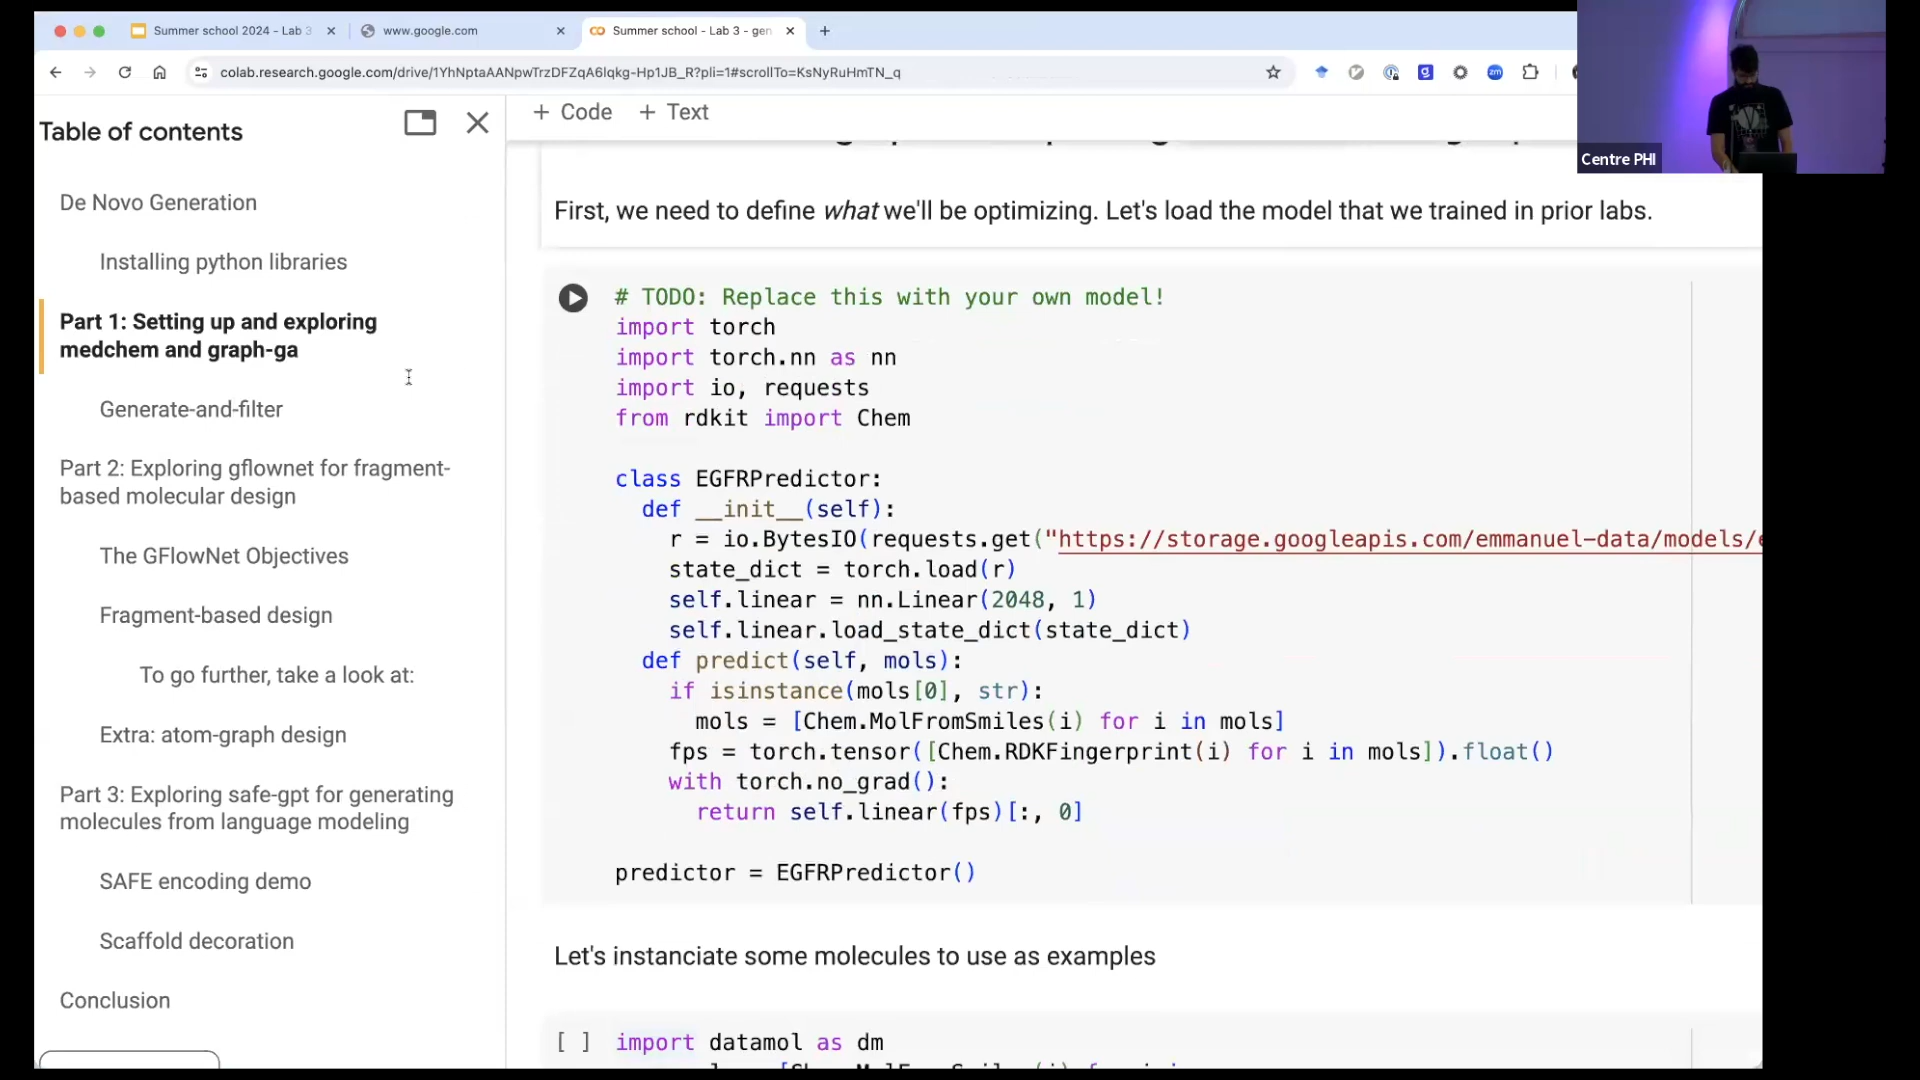 Summer school 2024 - Lab 3
www.google.com
Summer school - Lab 3 - gen
colab.research.google.com/drive/1YhNptaAANpwTrzDFZqA6lqkg-Hp1JB_R?pli=1#scrollTo=KsNyRuHmTN_q
Centre PHI
Table of contents
De Novo Generation
Installing python libraries
Part 1: Setting up and exploring
medchem and graph-ga
Generate-and-filter
Part 2: Exploring gflownet for fragment-
based molecular design
The GFlowNet Objectives
Fragment-based design
To go further, take a look at:
Extra: atom-graph design
Part 3: Exploring safe-gpt for generating
molecules from language modeling
SAFE encoding demo
Scaffold decoration
Conclusion
+ Code + Text
First, we need to define what we'll be optimizing. Let's load the model that we trained in prior labs.
# TODO: Replace this with your own model!
import torch
import torch.nn as nn
import io, requests
from rdkit import Chem
class EGFRPredictor:
def __init__(self):
r = io.BytesIO(requests.get("https://storage.googleapis.com/emmanuel-data/models/e
state_dict = torch.load(r)
self.linear = nn.Linear(2048, 1)
self.linear.load_state_dict(state_dict)
def predict(self, mols):
if isinstance(mols[0], str):
mols = [Chem.MolFromSmiles(i) for i in mols]
fps = torch.tensor([Chem.RDKFingerprint(i) for i in mols]).float()
with torch.no_grad():
return self.linear(fps)[:, 0]
predictor = EGFRPredictor()
Let's instanciate some molecules to use as examples
[ ] import datamol as dm